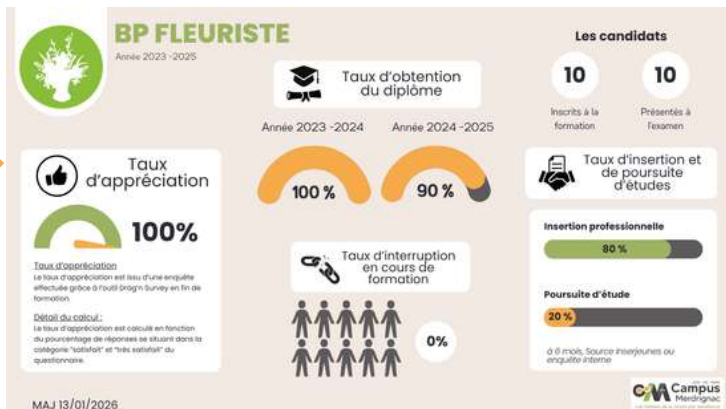 BP FLEURISTE
Année 2023 -2025
Taux d'obtention
du diplôme
Année 2023 -2024
Année 2024 -2025
100 %
90 %
Les candidats
10
10
Inscrits à la
formation
Présentés à
l'examen
Taux
d'appréciation
100%
Taux d'appréciation
Le taux d'appréciation est issu d'une enquête
effectuée grâce à l'outil Drag'n Survey en fin de
formation.
Détail du calcul :
Le taux d'appréciation est calculé en fonction
du pourcentage de réponses se situant dans la
catégorie "satisfait" et "très satisfait" du
questionnaire.
Taux d'interruption
en cours de
formation
0%
Taux d'insertion et
de poursuite
d'études
Insertion professionnelle
80 %
Poursuite d'étude
20 %
à 6 mois, Source Inserjeunes ou
enquête interne
MAJ 13/01/2026
Campus
Merdrignac